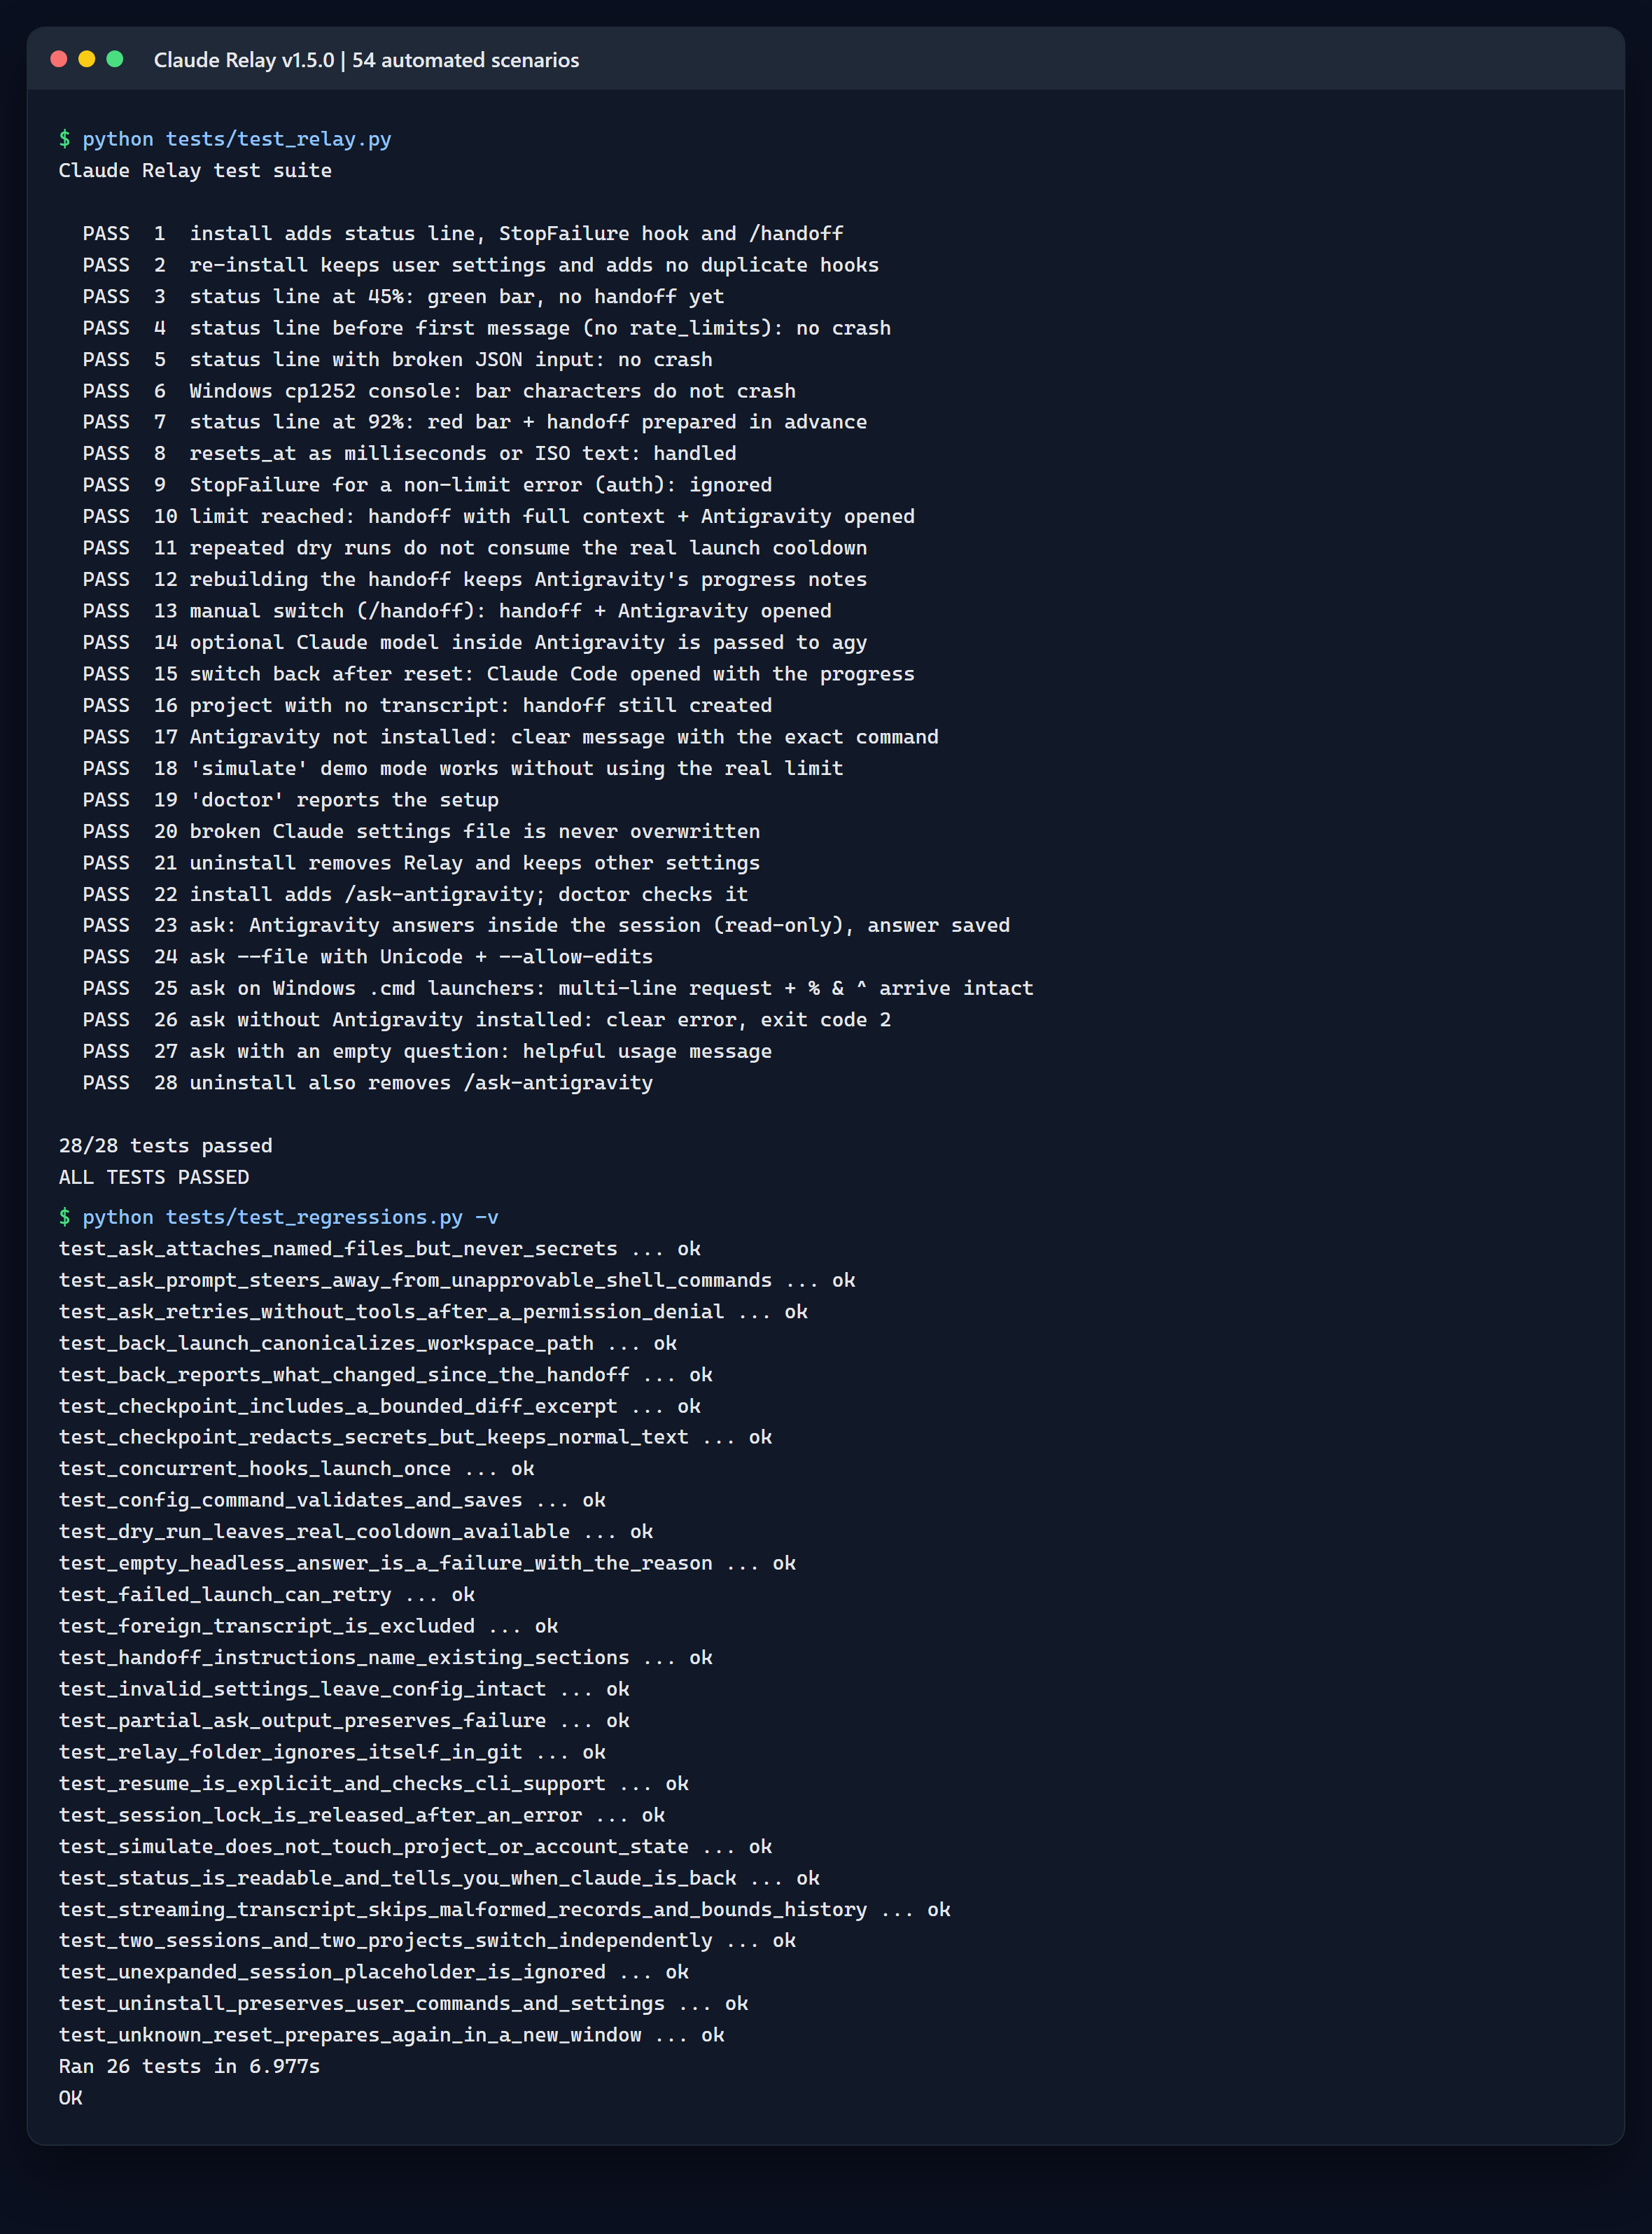 Claude Relay v1.5.0 | 54 automated scenarios
$ python tests/test_relay.py
Claude Relay test suite
PASS 1 install adds status line, StopFailure hook and /handoff
PASS 2 re-install keeps user settings and adds no duplicate hooks
PASS 3 status line at 45%: green bar, no handoff yet
PASS 4 status line before first message (no rate_limits): no crash
PASS 5 status line with broken JSON input: no crash
PASS 6 Windows cp1252 console: bar characters do not crash
PASS 7 status line at 92%: red bar + handoff prepared in advance
PASS 8 resets_at as milliseconds or ISO text: handled
PASS 9 StopFailure for a non-limit error (auth): ignored
PASS 10 limit reached: handoff with full context + Antigravity opened
PASS 11 repeated dry runs do not consume the real launch cooldown
PASS 12 rebuilding the handoff keeps Antigravity's progress notes
PASS 13 manual switch (/handoff): handoff + Antigravity opened
PASS 14 optional Claude model inside Antigravity is passed to agy
PASS 15 switch back after reset: Claude Code opened with the progress
PASS 16 project with no transcript: handoff still created
PASS 17 Antigravity not installed: clear message with the exact command
PASS 18 'simulate' demo mode works without using the real limit
PASS 19 'doctor' reports the setup
PASS 20 broken Claude settings file is never overwritten
PASS 21 uninstall removes Relay and keeps other settings
PASS 22 install adds /ask-antigravity; doctor checks it
PASS 23 ask: Antigravity answers inside the session (read-only), answer saved
PASS 24 ask --file with Unicode + --allow-edits
PASS 25 ask on Windows .cmd launchers: multi-line request + % & ^ arrive intact
PASS 26 ask without Antigravity installed: clear error, exit code 2
PASS 27 ask with an empty question: helpful usage message
PASS 28 uninstall also removes /ask-antigravity
28/28 tests passed
ALL TESTS PASSED
$ python tests/test_regressions.py -v
test_ask_attaches_named_files_but_never_secrets ... ok
test_ask_prompt_steers_away_from_unapprovable_shell_commands ... ok
test_ask_retries_without_tools_after_a_permission_denial ... ok
test_back_launch_canonicalizes_workspace_path ... ok
test_back_reports_what_changed_since_the_handoff ... ok
test_checkpoint_includes_a_bounded_diff_excerpt ... ok
test_checkpoint_redacts_secrets_but_keeps_normal_text ... ok
test_concurrent_hooks_launch_once ... ok
test_config_command_validates_and_saves ... ok
test_dry_run_leaves_real_cooldown_available ... ok
test_empty_headless_answer_is_a_failure_with_the_reason ... ok
test_failed_launch_can_retry ... ok
test_foreign_transcript_is_excluded ... ok
test_handoff_instructions_name_existing_sections ... ok
test_invalid_settings_leave_config_intact ... ok
test_partial_ask_output_preserves_failure ... ok
test_relay_folder_ignores_itself_in_git ... ok
test_resume_is_explicit_and_checks_cli_support ... ok
test_session_lock_is_released_after_an_error ... ok
test_simulate_does_not_touch_project_or_account_state ... ok
test_status_is_readable_and_tells_you_when_claude_is_back ... ok
test_streaming_transcript_skips_malformed_records_and_bounds_history ... ok
test_two_sessions_and_two_projects_switch_independently ... ok
test_unexpanded_session_placeholder_is_ignored ... ok
test_uninstall_preserves_user_commands_and_settings ... ok
test_unknown_reset_prepares_again_in_a_new_window ... ok
Ran 26 tests in 6.977s
OK